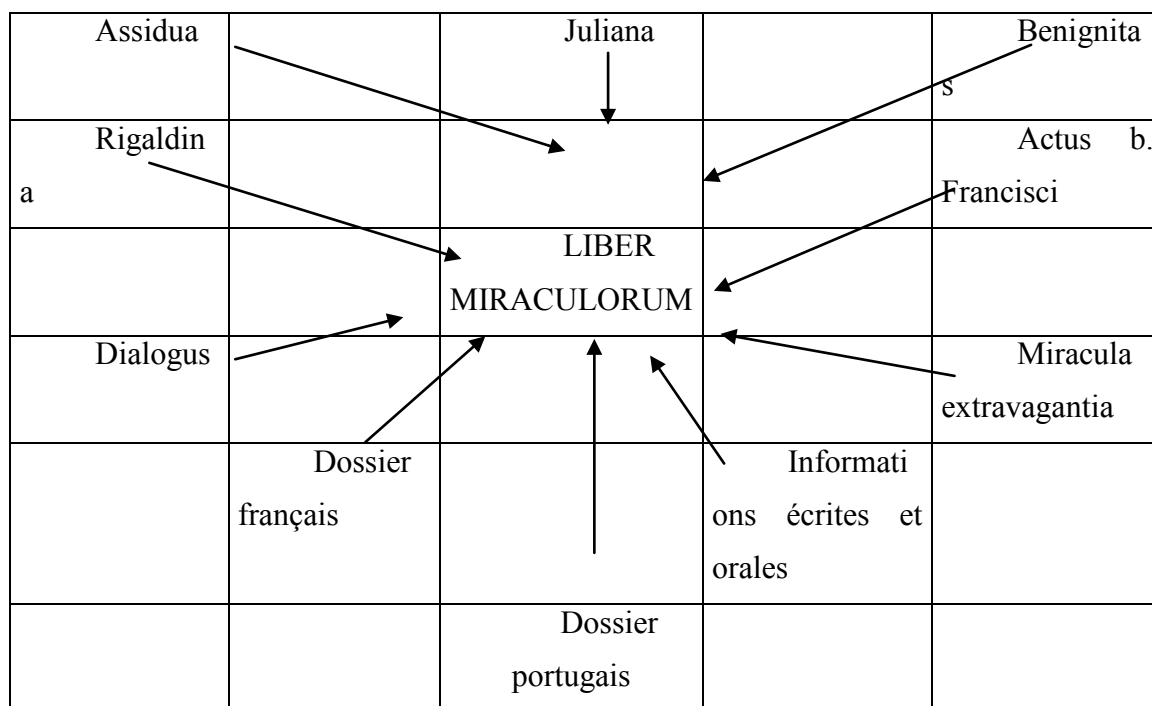 Assidua
Juliana
Benignita
s
Rigaldin
a
Actus b.
Francisci
LIBER
MIRACULORUM
Dialogus
Miracula
extravagantia
Dossier
français
Informati
ons écrites et
orales
Dossier
portugais